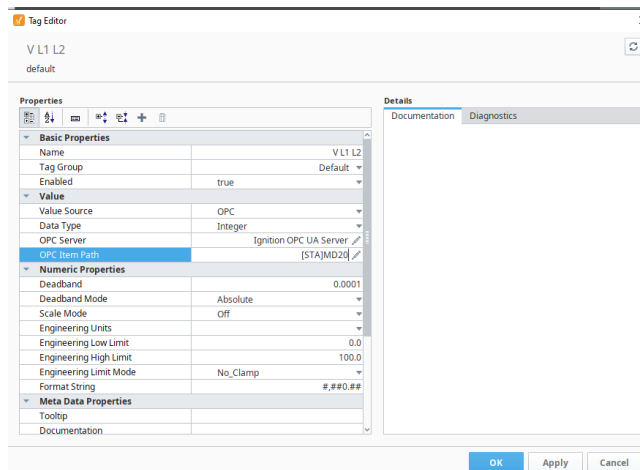 Tag Editor
V L1 L2
default
Properties
Details
Documentation Diagnostics
Basic Properties
Name V L1 L2
Tag Group Default
Enabled true
Value
Value Source OPC
Data Type Integer
OPC Server Ignition OPC UA Server
OPC Item Path [STA]MD20
Numeric Properties
Deadband 0.0001
Deadband Mode Absolute
Scale Mode Off
Engineering Units
Engineering Low Limit 0.0
Engineering High Limit 100.0
Engineering Limit Mode No_Clamp
Format String #,##0.##
Meta Data Properties
Tooltip
Documentation
OK Apply Cancel